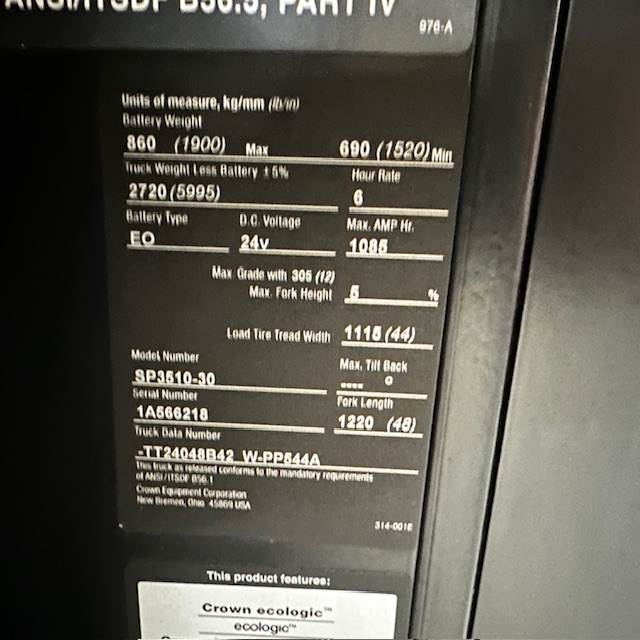 ANSI/ITSDF B56.5, PART IV
976-A
Units of measure, kg/mm (lb/in)
Battery Weight
860 (1900) Max 690 (1520) Min
Truck Weight Less Battery ±5% Hour Rate
2720 (5995) 6
Battery Type D.C. Voltage Max. AMP Hr.
EO 24v 1085
Max. Grade with 305 (12)
Max. Fork Height 5 %
Load Tire Tread Width 1115 (44)
Model Number Max. Tilt Back
SP3510-30 ---- o
Serial Number Fork Length
1A566218 1220 (48)
Truck Data Number
-TT24048B42 W-PP544A
This truck as released conforms to the mandatory requirements
of ANSI/ITSDF B56.1
Crown Equipment Corporation
New Bremen, Ohio 45869 USA
314-001E
This product features:
Crown ecologic™
ecologic™